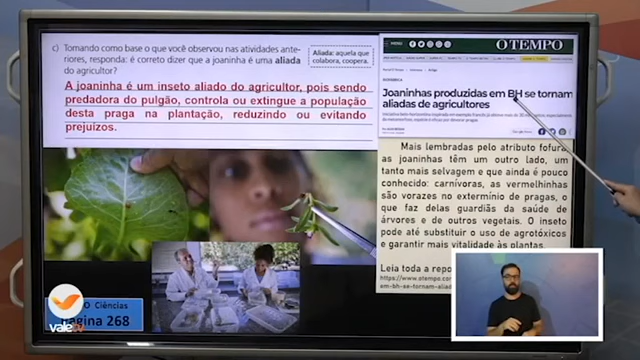 c) Tomando como base o que você observou nas atividades ante-
riores, responda: é correto dizer que a joaninha é uma aliada
do agricultor?
Aliada: aquela que
colabora, coopera.
A joaninha é um inseto aliado do agricultor, pois sendo
predadora do pulgão, controla ou extingue a população
desta praga na plantação, reduzindo ou evitando
prejuízos.
O TEMPO
Joaninhas produzidas em BH se tornam
aliadas de agricultores
Mais lembradas pelo atributo fofura,
as joaninhas têm um outro lado, um
tanto mais selvagem e que ainda é pouco
conhecido: carnívoras, as vermelhinhas
são vorazes no extermínio de pragas, o
que faz delas guardiãs da saúde de
árvores e de outros vegetais. O inseto
pode até substituir o uso de agrotóxicos
e garantir mais vitalidade às plantas.
Leia toda a repo
https://www.otempo.co
em-bh-se-tornam-aliad
Ciências
Página 268
vale tv